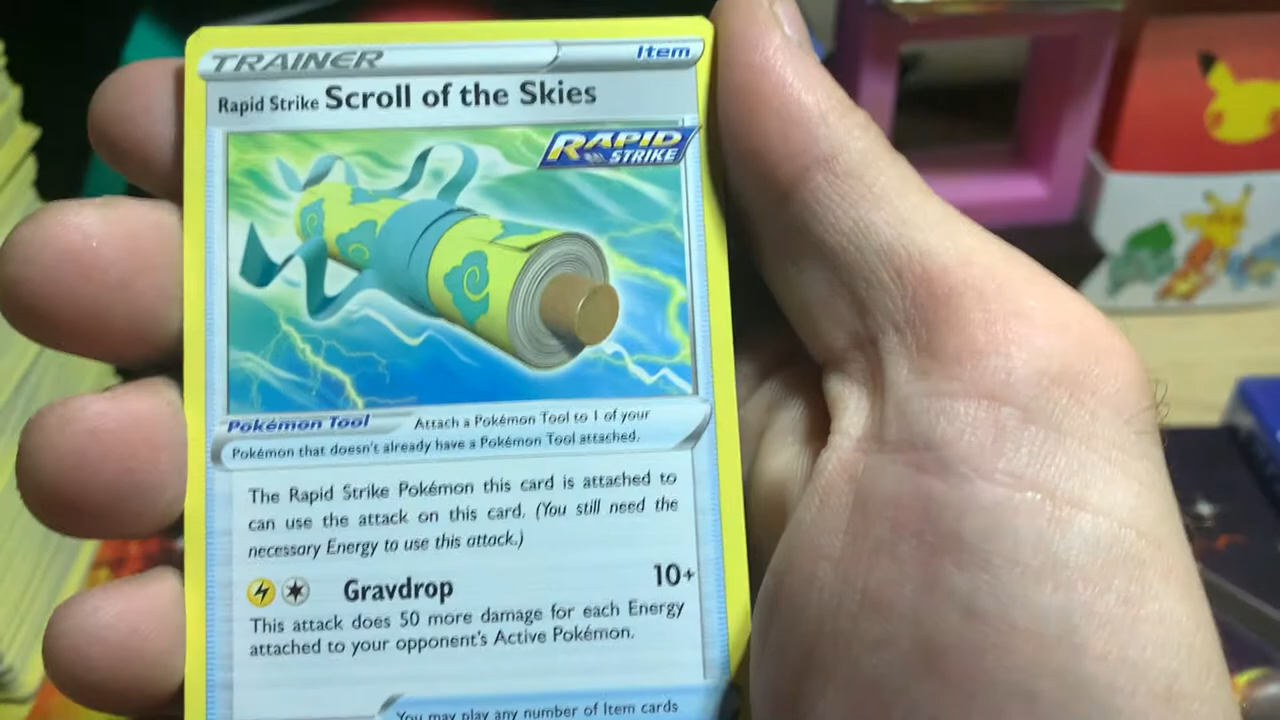 TRAINER Item
Rapid Strike Scroll of the Skies
RAPID
STRIKE
Pokémon Tool Attach a Pokémon Tool to 1 of your
Pokémon that doesn't already have a Pokémon Tool attached.
The Rapid Strike Pokémon this card is attached to
can use the attack on this card. (You still need the
necessary Energy to use this attack.)
Gravdrop 10+
This attack does 50 more damage for each Energy
attached to your opponent's Active Pokémon.
You may play any number of Item cards